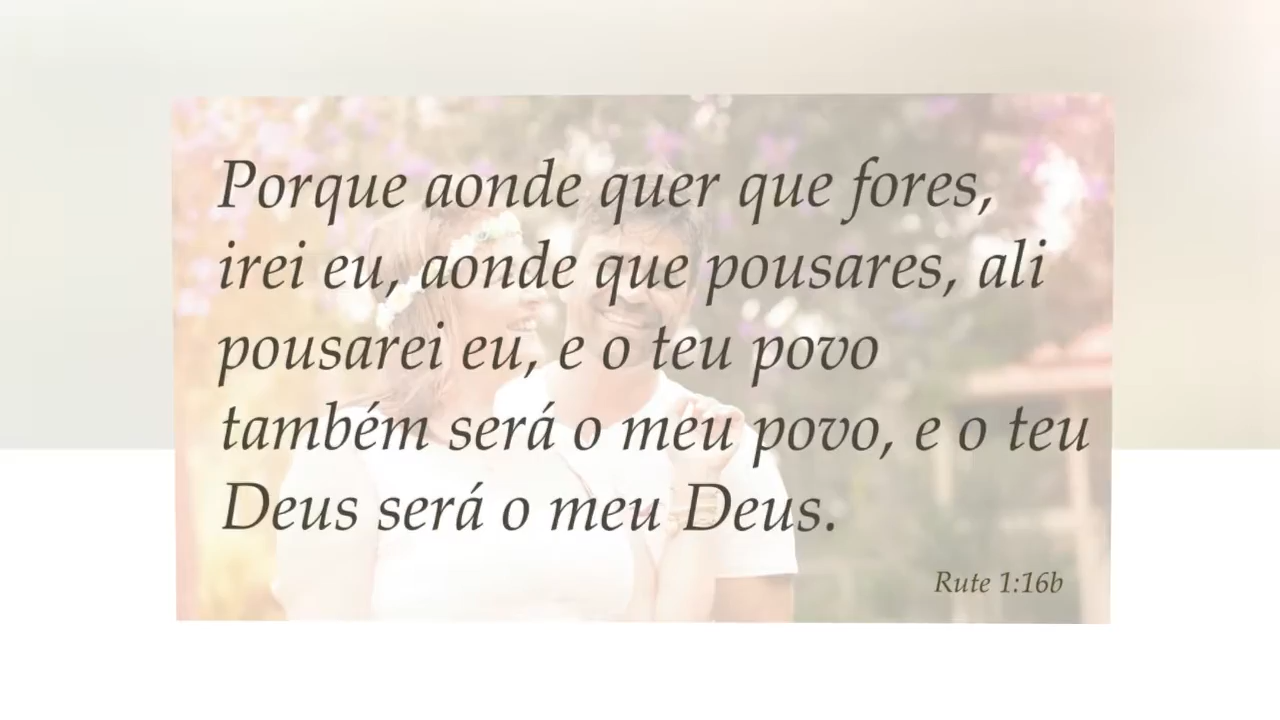 Porque aonde quer que fores,
irei eu, aonde que pousares, ali
pousarei eu, e o teu povo
também será o meu povo, e o teu
Deus será o meu Deus.
Rute 1:16b